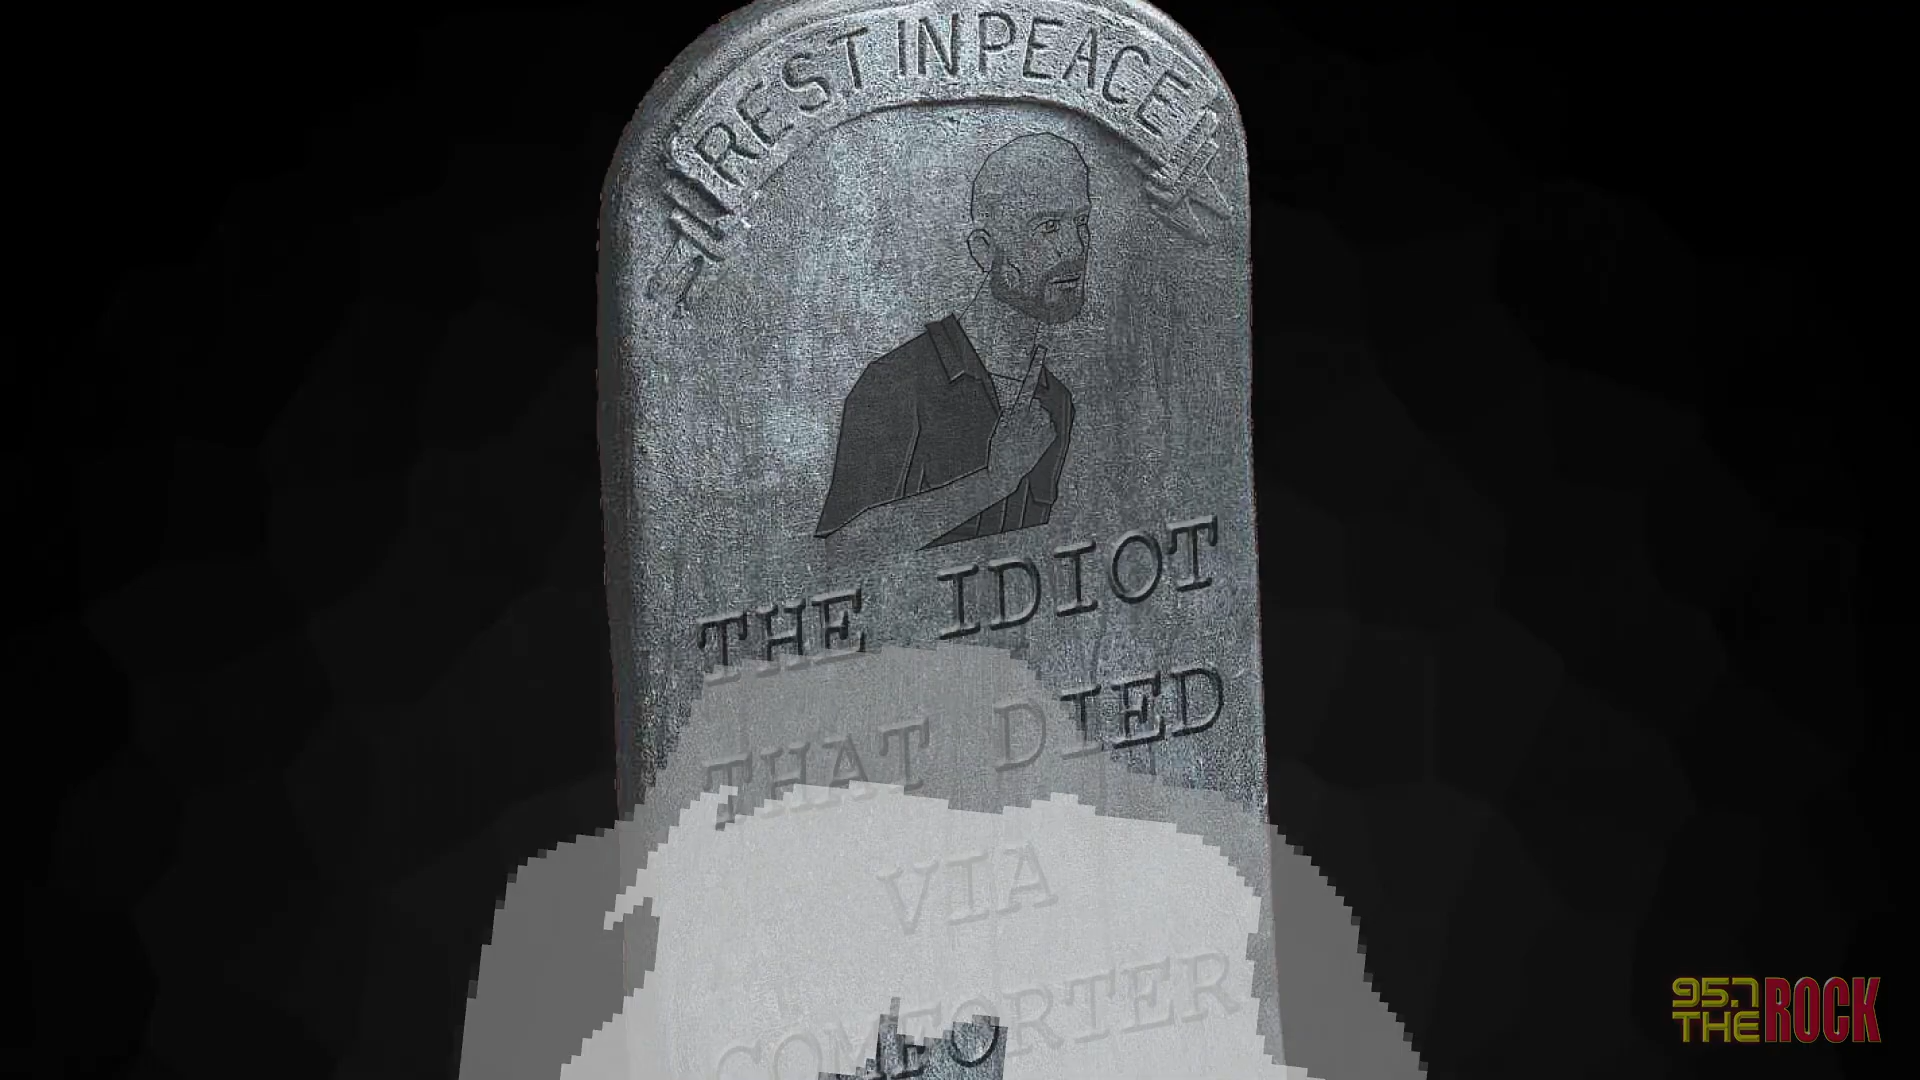 REST IN PEACE
THE IDIOT
THAT DIED
VIA
COMFORTER
95.7
THE ROCK